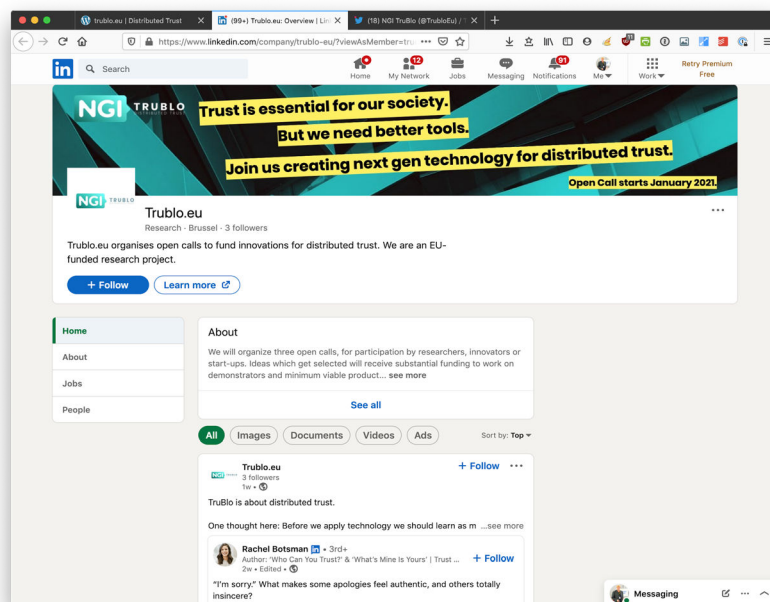 trublo.eu | Distributed Trust
(99+) Trublo.eu: Overview | Lin
(18) NGI TruBlo (@TrubloEu) / T
https://www.linkedin.com/company/trublo-eu/?viewAsMember=tru
11
in
Search
Home
12
My Network
Jobs
Messaging
91
Notifications
Me
Work
Retry Premium
Free
NGI TRUBLO
DISTRIBUTED TRUST
Trust is essential for our society.
But we need better tools.
Join us creating next gen technology for distributed trust.
Open Call starts January 2021.
NGI TRUBLO
Trublo.eu
Research · Brussel · 3 followers
Trublo.eu organises open calls to fund innovations for distributed trust. We are an EU-
funded research project.
+ Follow
Learn more
Home
About
Jobs
People
About
We will organize three open calls, for participation by researchers, innovators or
start-ups. Ideas which get selected will receive substantial funding to work on
demonstrators and minimum viable product... see more
See all
All
Images
Documents
Videos
Ads
Sort by: Top
NGI
Trublo.eu
3 followers
1w •
+ Follow
TruBlo is about distributed trust.
One thought here: Before we apply technology we should learn as m ...see more
Rachel Botsman in • 3rd+
Author: 'Who Can You Trust?' & 'What's Mine Is Yours' | Trust ...
2w • Edited •
+ Follow
"I'm sorry." What makes some apologies feel authentic, and others totally
insincere?
Messaging